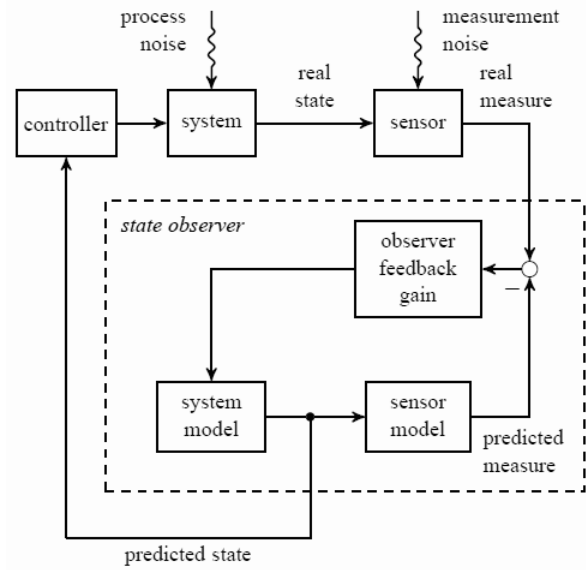 process
noise
measurement
noise
real
state
real
measure
controller
system
sensor
state observer
observer
feedback
gain
–
system
model
sensor
model
predicted
measure
predicted state